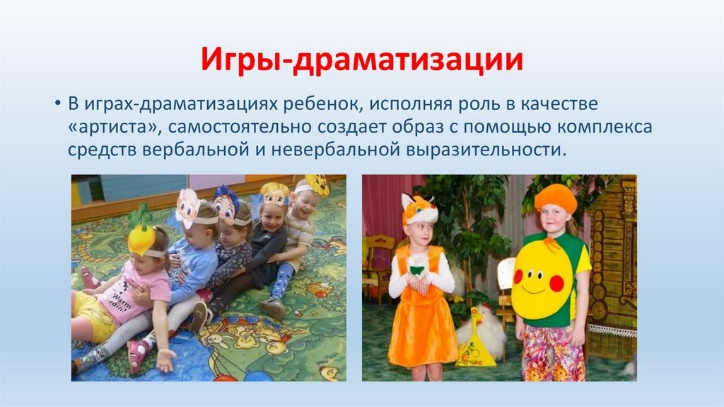 Игры-драматизации
• В играх-драматизациях ребенок, исполняя роль в качестве
«артиста», самостоятельно создает образ с помощью комплекса
средств вербальной и невербальной выразительности.